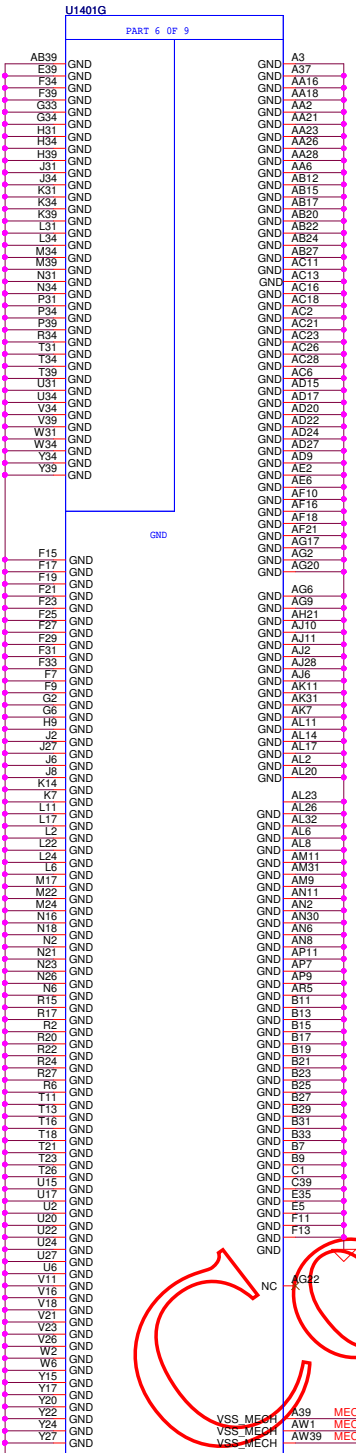 U1401G
PART 6 OF 9
AB39 GND
E39 GND
F34 GND
F39 GND
G33 GND
G34 GND
H31 GND
H34 GND
H39 GND
J31 GND
J34 GND
K31 GND
K34 GND
K39 GND
L31 GND
L34 GND
M34 GND
M39 GND
N31 GND
N34 GND
P31 GND
P34 GND
P39 GND
R34 GND
T31 GND
T34 GND
T39 GND
U31 GND
U34 GND
V34 GND
V39 GND
W31 GND
W34 GND
Y34 GND
Y39 GND
GND
F15 GND
F17 GND
F19 GND
F21 GND
F23 GND
F25 GND
F27 GND
F29 GND
F31 GND
F33 GND
F7 GND
F9 GND
G2 GND
G6 GND
H9 GND
J2 GND
J27 GND
J6 GND
J8 GND
K14 GND
K7 GND
L11 GND
L17 GND
L2 GND
L22 GND
L24 GND
L6 GND
M17 GND
M22 GND
M24 GND
N16 GND
N18 GND
N2 GND
N21 GND
N23 GND
N26 GND
N6 GND
R15 GND
R17 GND
R2 GND
R20 GND
R22 GND
R24 GND
R27 GND
R6 GND
T11 GND
T13 GND
T16 GND
T18 GND
T21 GND
T23 GND
T26 GND
U15 GND
U17 GND
U2 GND
U20 GND
U22 GND
U24 GND
U27 GND
U6 GND
V11 GND
V16 GND
V18 GND
V21 GND
V23 GND
V26 GND
W2 GND
W6 GND
Y15 GND
Y17 GND
Y20 GND
Y22 GND
Y24 GND
Y27 GND
GND A3
GND A37
GND AA16
GND AA18
GND AA2
GND AA21
GND AA23
GND AA26
GND AA28
GND AA6
GND AB12
GND AB15
GND AB17
GND AB20
GND AB22
GND AB24
GND AB27
GND AC11
GND AC13
GND AC16
GND AC18
GND AC2
GND AC21
GND AC23
GND AC26
GND AC28
GND AC6
GND AD15
GND AD17
GND AD20
GND AD22
GND AD24
GND AD27
GND AD9
GND AE2
GND AE6
GND AF10
GND AF16
GND AF18
GND AF21
GND AG17
GND AG2
GND AG20
GND AG6
GND AG9
GND AH21
GND AJ10
GND AJ11
GND AJ2
GND AJ28
GND AJ6
GND AK11
GND AK31
GND AK7
GND AL11
GND AL14
GND AL17
GND AL2
GND AL20
GND AL23
GND AL26
GND AL32
GND AL6
GND AL8
GND AM11
GND AM31
GND AM9
GND AN11
GND AN2
GND AN30
GND AN6
GND AN8
GND AP11
GND AP7
GND AP9
GND AR5
GND B11
GND B13
GND B15
GND B17
GND B19
GND B21
GND B23
GND B25
GND B27
GND B29
GND B31
GND B33
GND B7
GND B9
GND C1
GND C39
GND E35
GND E5
GND F11
GND F13
GND
NC AG22
VSS_MECH A39 MEC
VSS_MECH AW1 MEC
VSS_MECH AW39 MEC